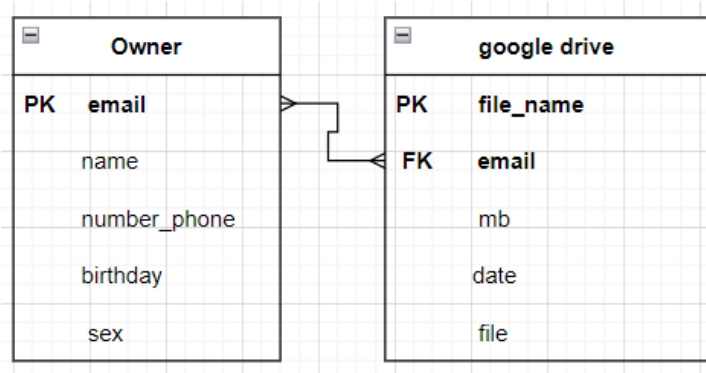 Owner
PK email
name
number_phone
birthday
sex
google drive
PK file_name
FK email
mb
date
file